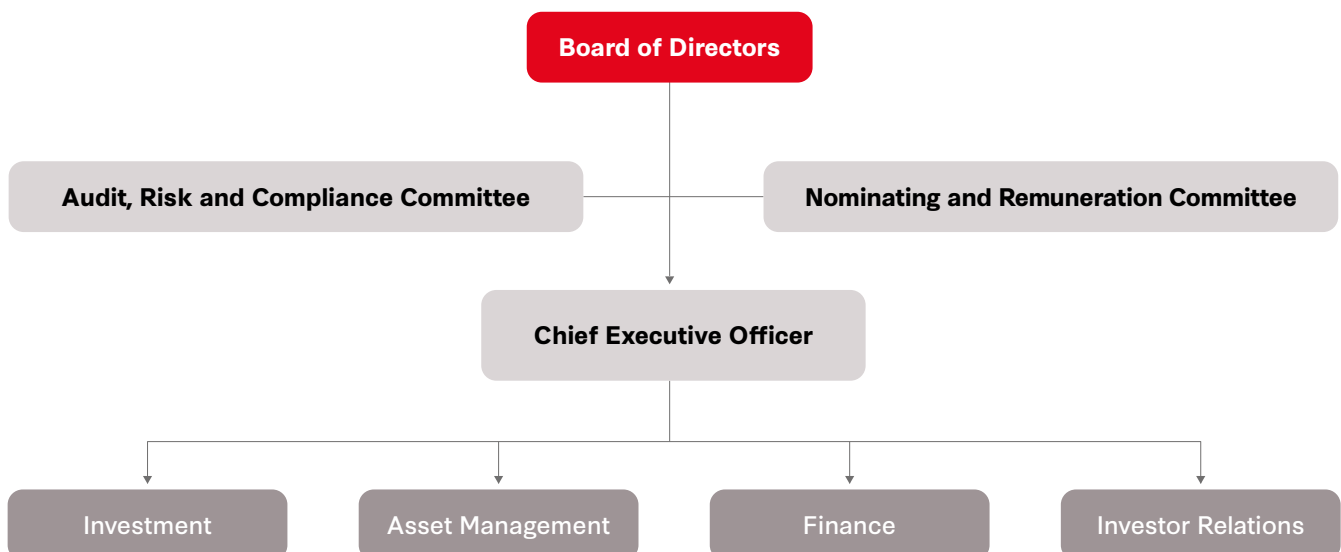 Board of Directors
Audit, Risk and Compliance Committee
Nominating and Remuneration Committee
Chief Executive Officer
Investment
Asset Management
Finance
Investor Relations